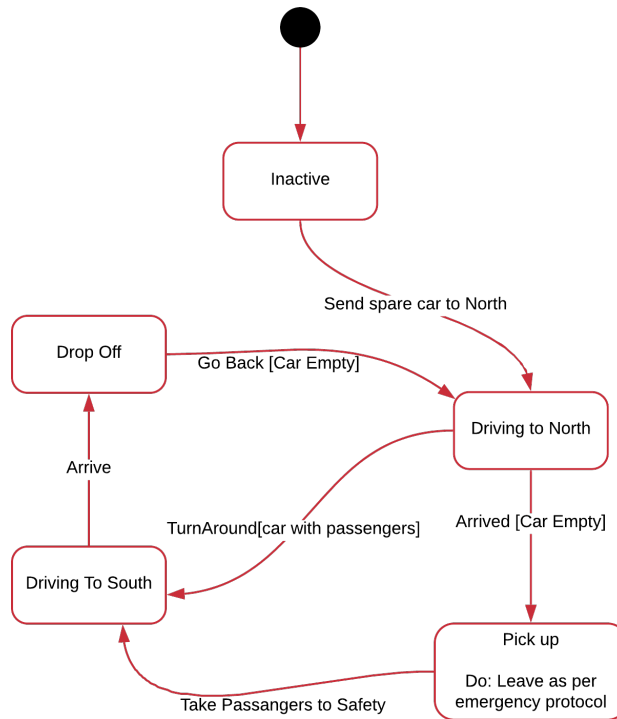 Inactive
Send spare car to North
Drop Off
Go Back [Car Empty]
Driving to North
Arrive
TurnAround[car with passengers]
Arrived [Car Empty]
Driving To South
Pick up
Do: Leave as per
emergency protocol
Take Passangers to Safety